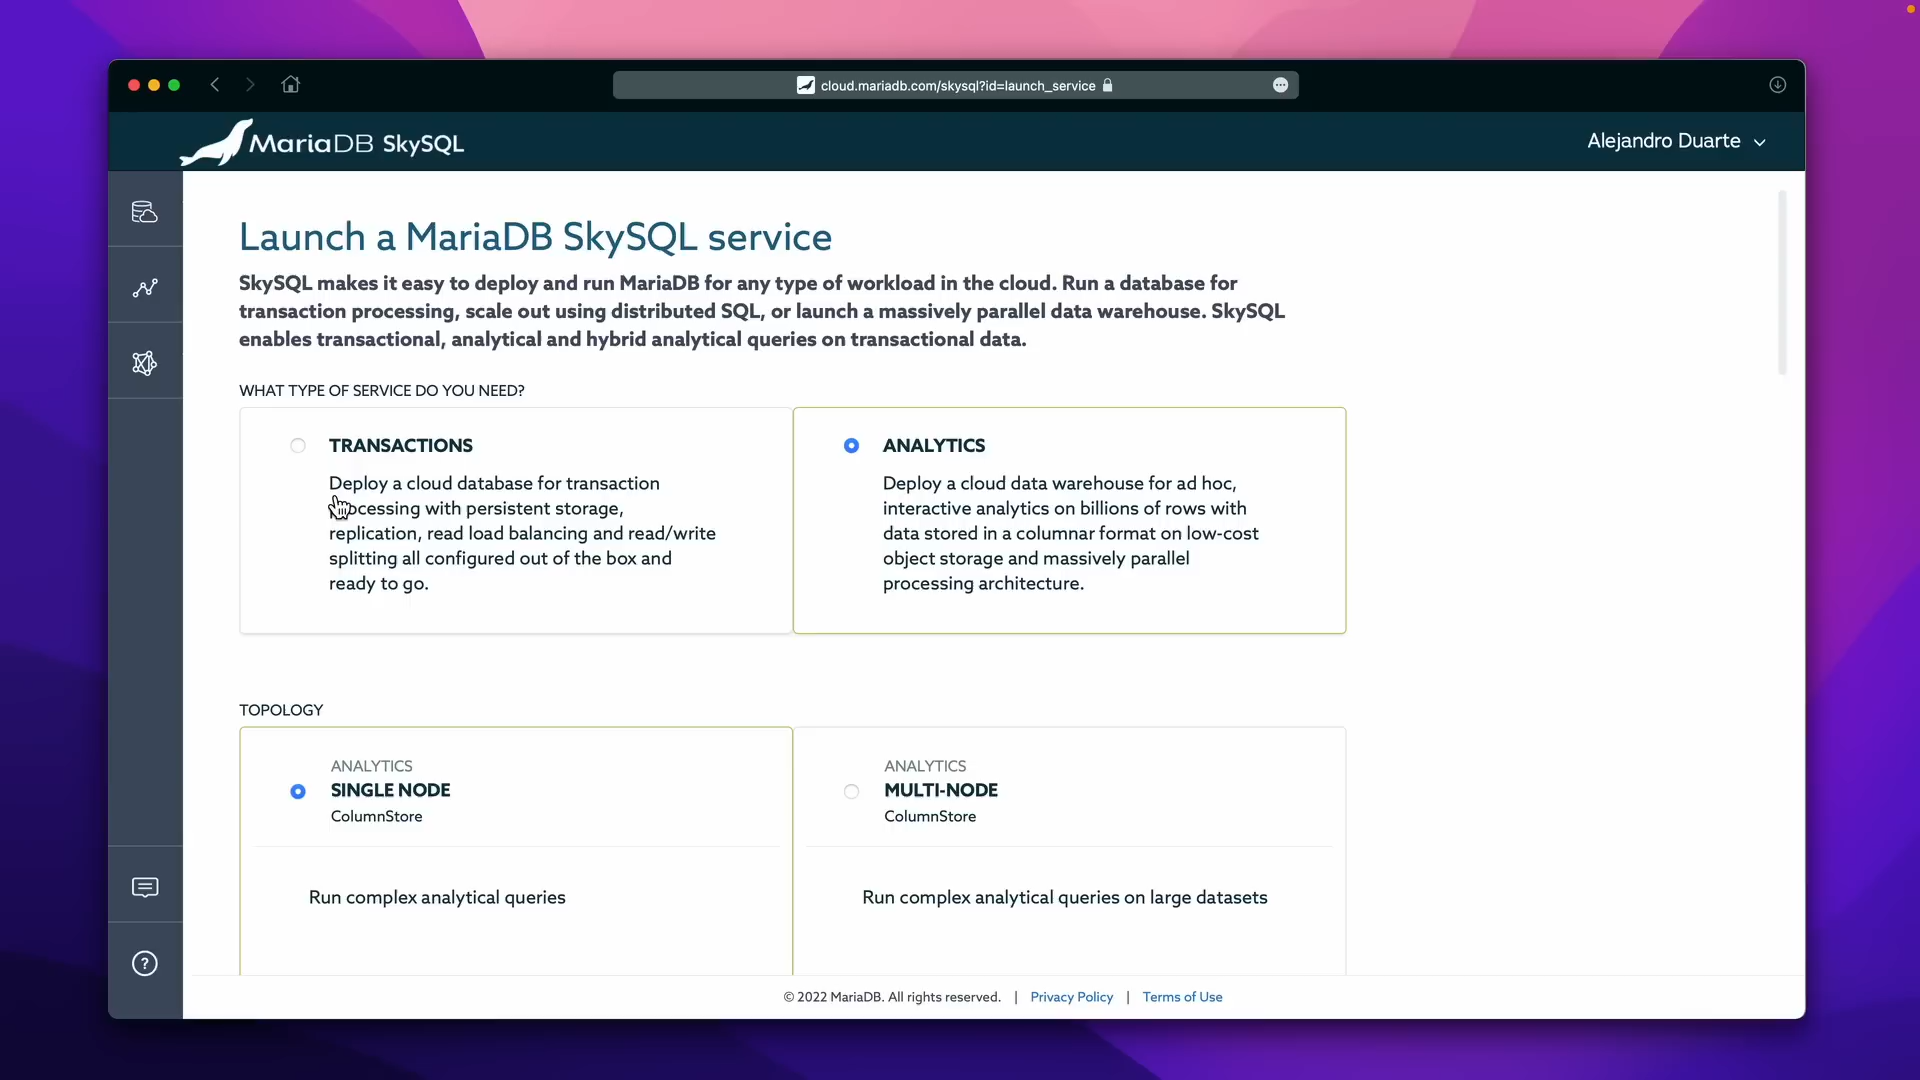 cloud.mariadb.com/skysql?id=launch_service
MariaDB SkySQL
Alejandro Duarte
Launch a MariaDB SkySQL service
SkySQL makes it easy to deploy and run MariaDB for any type of workload in the cloud. Run a database for
transaction processing, scale out using distributed SQL, or launch a massively parallel data warehouse. SkySQL
enables transactional, analytical and hybrid analytical queries on transactional data.
WHAT TYPE OF SERVICE DO YOU NEED?
TRANSACTIONS
Deploy a cloud database for transaction
processing with persistent storage,
replication, read load balancing and read/write
splitting all configured out of the box and
ready to go.
ANALYTICS
Deploy a cloud data warehouse for ad hoc,
interactive analytics on billions of rows with
data stored in a columnar format on low-cost
object storage and massively parallel
processing architecture.
TOPOLOGY
ANALYTICS
SINGLE NODE
ColumnStore
Run complex analytical queries
ANALYTICS
MULTI-NODE
ColumnStore
Run complex analytical queries on large datasets
© 2022 MariaDB. All rights reserved. | Privacy Policy | Terms of Use